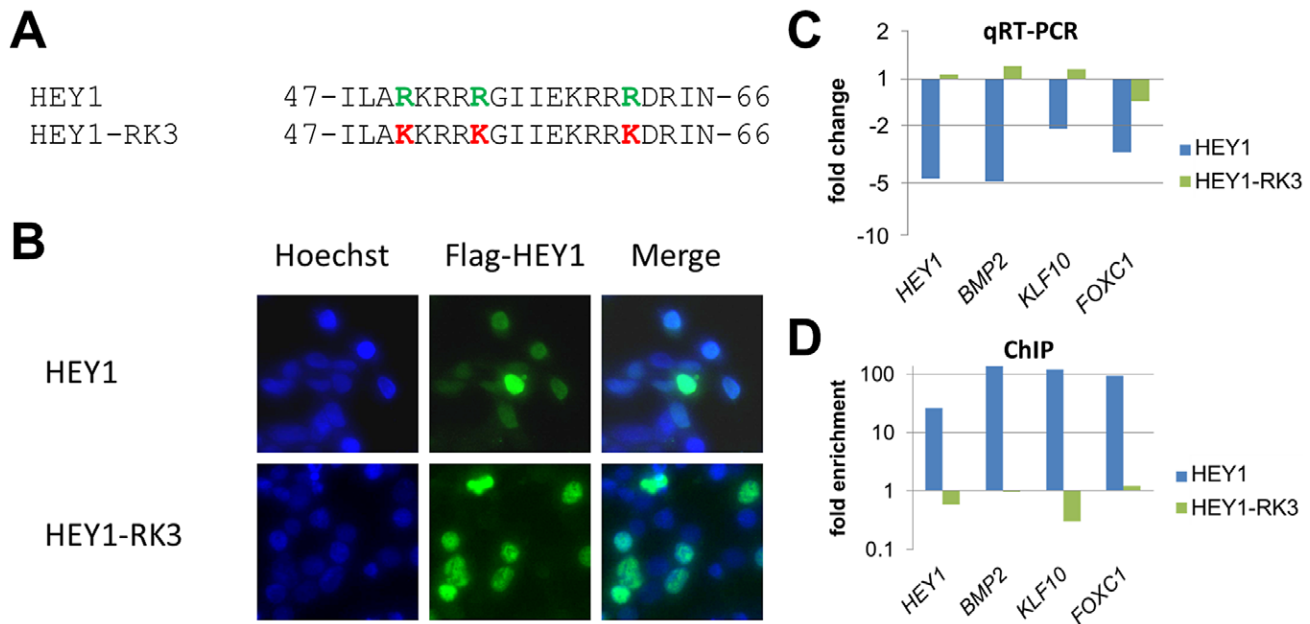 A
HEY1 47-ILARKRRRGIIEKRRRDRIN-66
HEY1-RK3 47-ILAKKRRKGIIEKRRKDRIN-66
B
Hoechst Flag-HEY1 Merge
HEY1
HEY1-RK3
C
qRT-PCR
fold change
2
1
-2
-5
-10
HEY1 BMP2 KLF10 FOXC1
HEY1
HEY1-RK3
D
ChIP
fold enrichment
100
10
1
0.1
HEY1 BMP2 KLF10 FOXC1
HEY1
HEY1-RK3